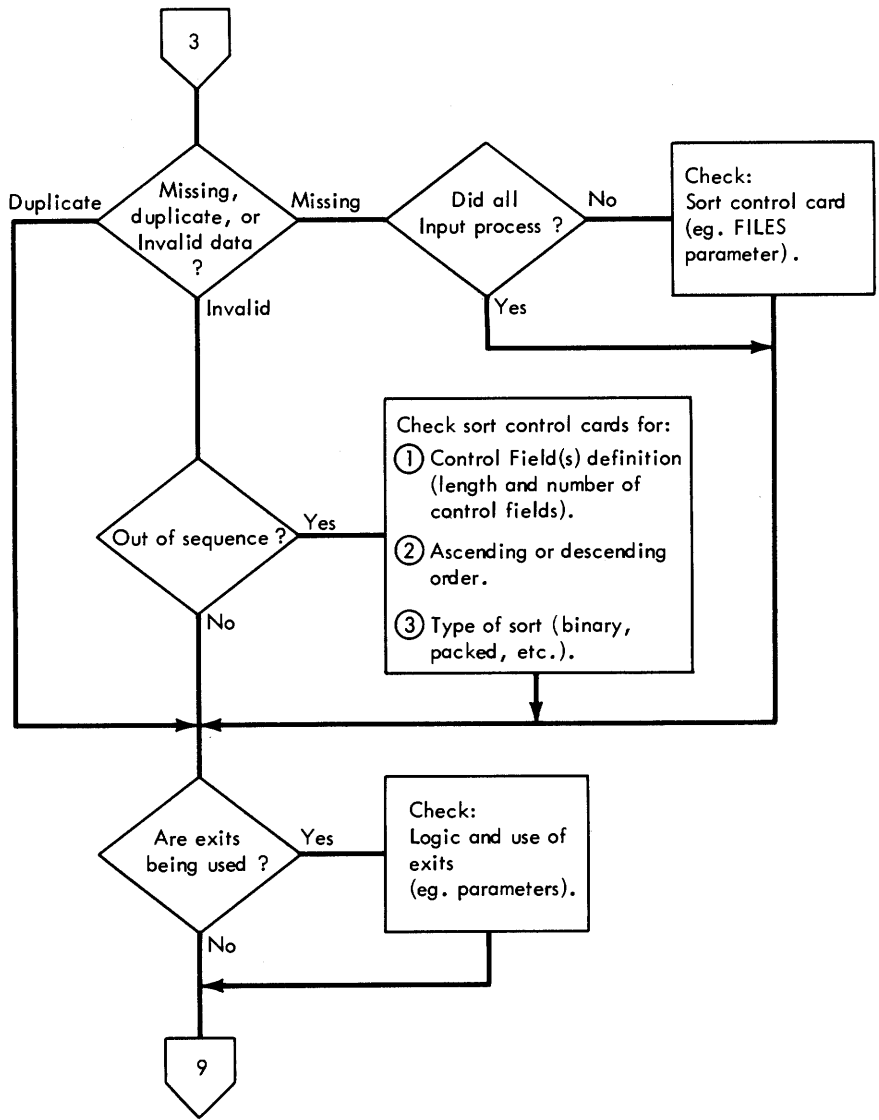 3
Missing,
duplicate, or
Invalid data
?
Duplicate
Missing
Invalid
Did all
Input process ?
No
Yes
Check:
Sort control card
(eg. FILES
parameter).
Out of sequence ?
Yes
No
Check sort control cards for:
1 Control Field(s) definition
(length and number of
control fields).
2 Ascending or descending
order.
3 Type of sort (binary,
packed, etc.).
Are exits
being used ?
Yes
No
Check:
Logic and use of
exits
(eg. parameters).
9